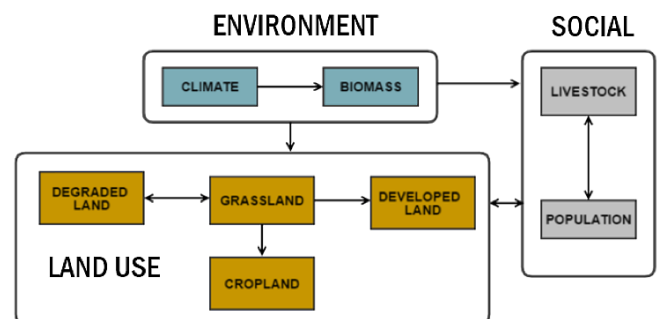 ENVIRONMENT
SOCIAL
CLIMATE
BIOMASS
LIVESTOCK
DEGRADED
LAND
GRASSLAND
DEVELOPED
LAND
POPULATION
LAND USE
CROPLAND